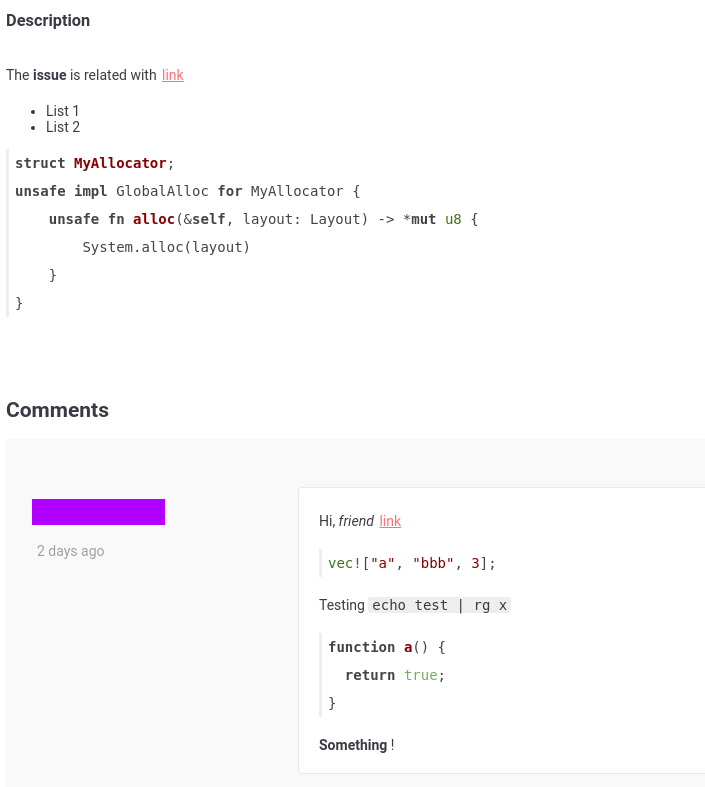 Description
The issue is related with link
• List 1
• List 2
struct MyAllocator;
unsafe impl GlobalAlloc for MyAllocator {
    unsafe fn alloc(&self, layout: Layout) -> *mut u8 {
        System.alloc(layout)
    }
}
Comments
2 days ago
Hi, friend link
vec!["a", "bbb", 3];
Testing echo test | rg x
function a() {
  return true;
}
Something !